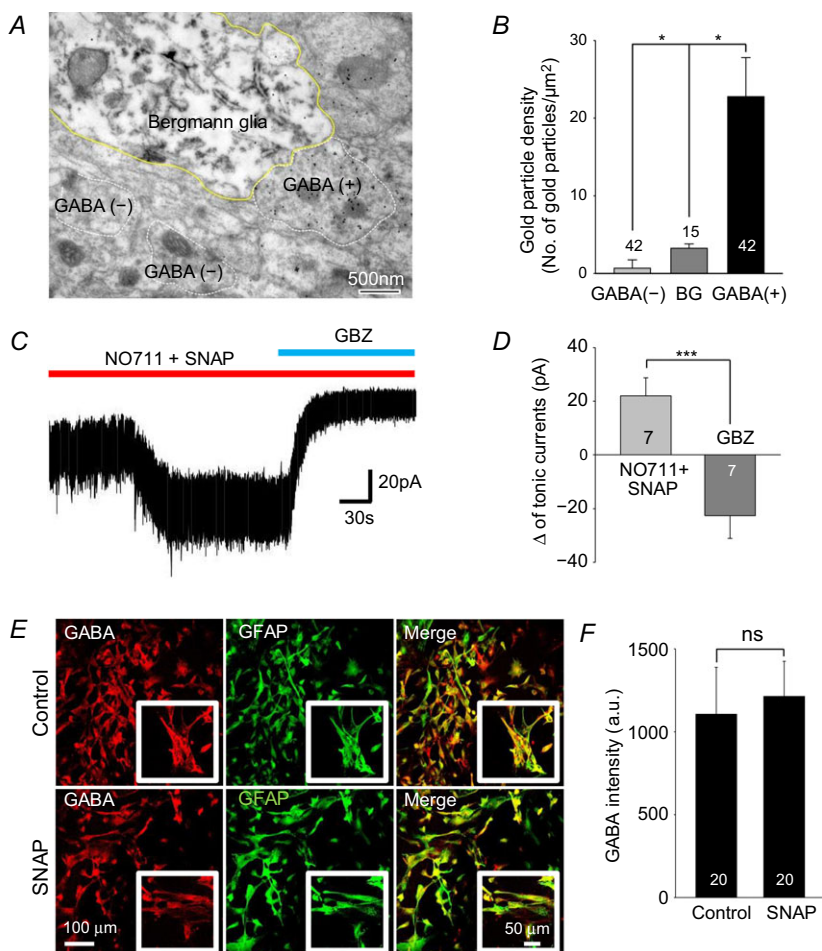 A
Bergmann glia
GABA (+)
GABA (−)
GABA (−)
500nm
B
Gold particle density
(No. of gold particles/µm²)
30
20
10
0
*
*
42
15
42
GABA(−) BG GABA(+)
C
GBZ
NO711 + SNAP
20pA
30s
D
Δ of tonic currents (pA)
40
20
0
−20
−40
***
7
GBZ
7
NO711+
SNAP
E
GABA GFAP Merge
Control
GABA GFAP Merge
SNAP
100 µm
50 µm
F
GABA intensity (a.u.)
1500
1000
500
0
ns
20 20
Control SNAP